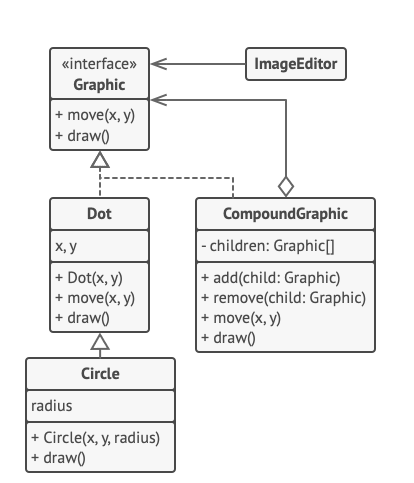 «interface»
Graphic
+ move(x, y)
+ draw()
ImageEditor
Dot
x, y
+ Dot(x, y)
+ move(x, y)
+ draw()
CompoundGraphic
- children: Graphic[]
+ add(child: Graphic)
+ remove(child: Graphic)
+ move(x, y)
+ draw()
Circle
radius
+ Circle(x, y, radius)
+ draw()